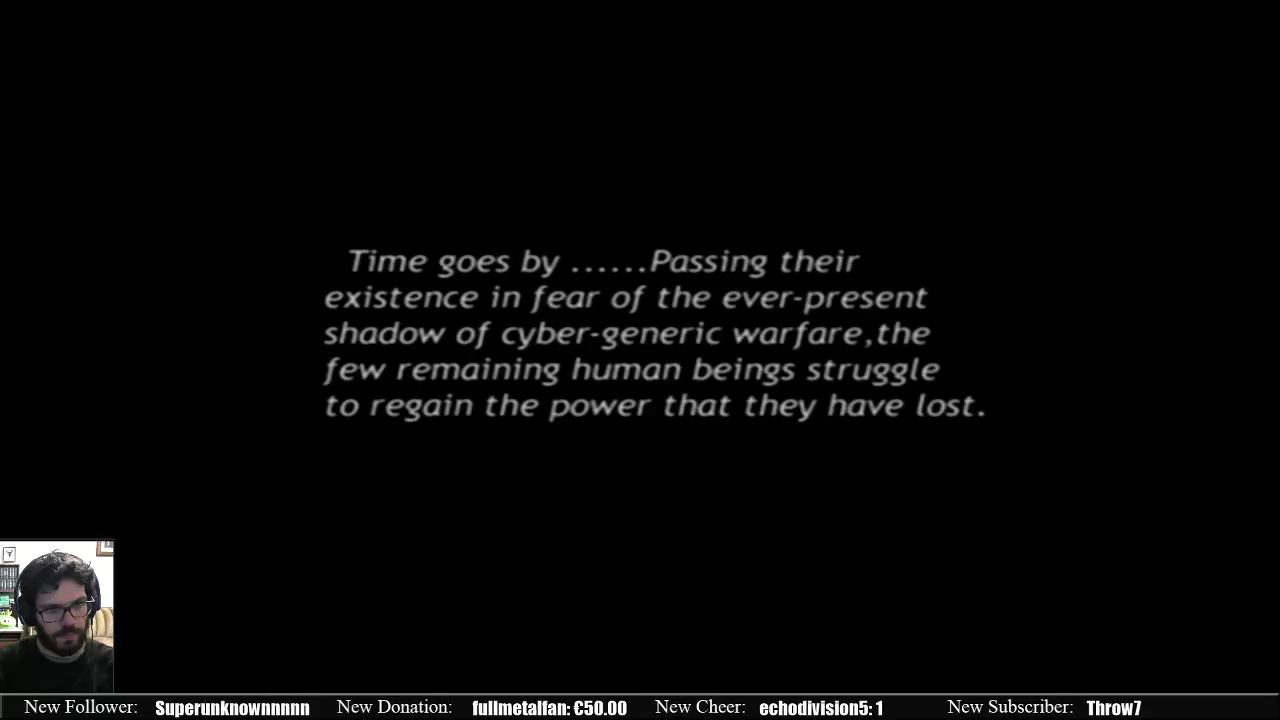 Time goes by ......Passing their
existence in fear of the ever-present
shadow of cyber-generic warfare,the
few remaining human beings struggle
to regain the power that they have lost.
New Follower: Superunknownnnnn New Donation: fullmetalfan: €50.00 New Cheer: echodivision5: 1 New Subscriber: Throw7